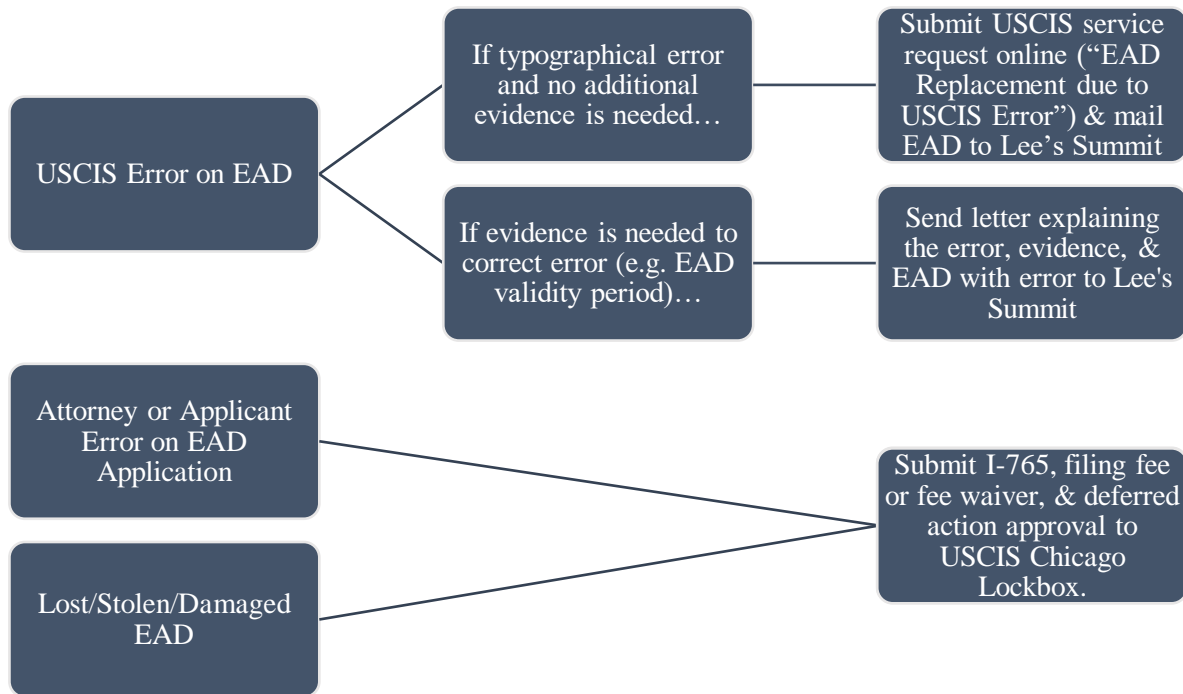 USCIS Error on EAD
If typographical error
and no additional
evidence is needed…
Submit USCIS service
request online (“EAD
Replacement due to
USCIS Error”) & mail
EAD to Lee’s Summit
If evidence is needed to
correct error (e.g. EAD
validity period)…
Send letter explaining
the error, evidence, &
EAD with error to Lee's
Summit
Attorney or Applicant
Error on EAD
Application
Lost/Stolen/Damaged
EAD
Submit I-765, filing fee
or fee waiver, & deferred
action approval to
USCIS Chicago
Lockbox.